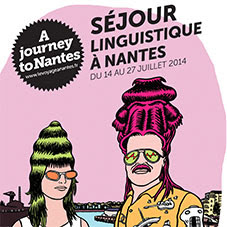 A
journey
to Nantes
www.levoyageanantes.fr
SÉJOUR
LINGUISTIQUE
À NANTES
DU 14 AU 27 JUILLET 2014